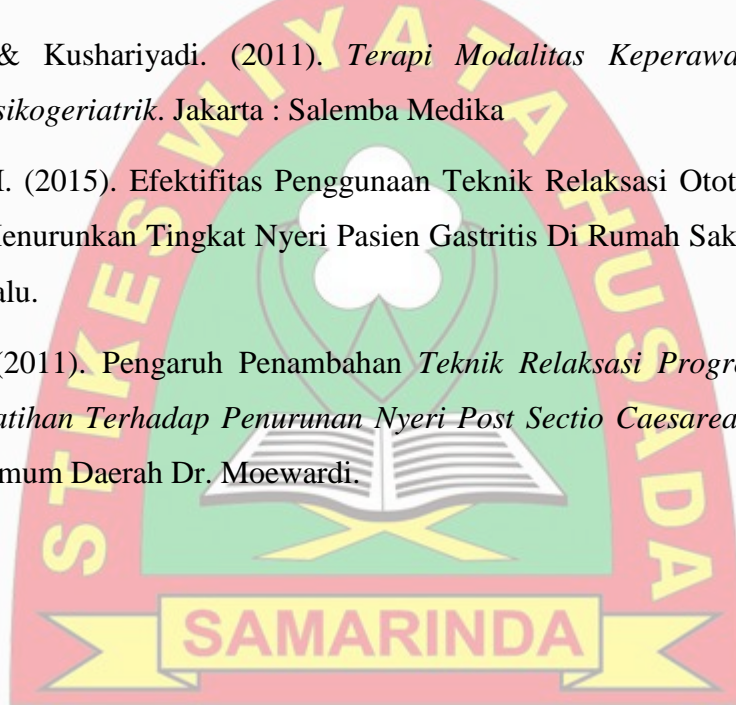 & Kushariyadi. (2011). Terapi Modalitas Keperawa
sikogeriatrik. Jakarta : Salemba Medika
(2015). Efektifitas Penggunaan Teknik Relaksasi Otot
enurunkan Tingkat Nyeri Pasien Gastritis Di Rumah Sak
alu.
(2011). Pengaruh Penambahan Teknik Relaksasi Progre
atihan Terhadap Penurunan Nyeri Post Sectio Caesarea
mum Daerah Dr. Moewardi.
STIKES WIYATA HUSADA
SAMARINDA